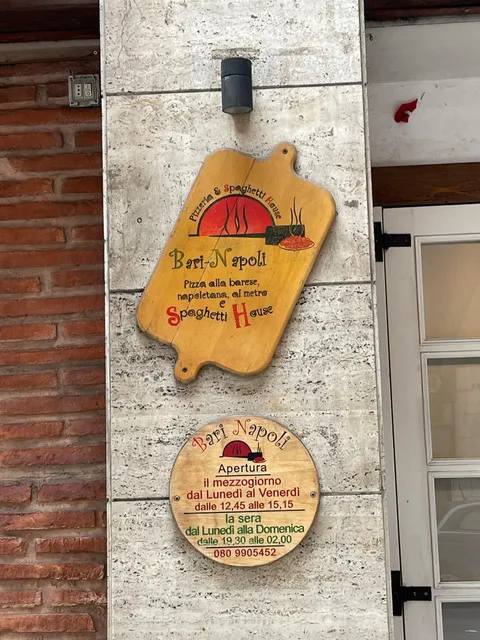 Pizzeria & Spaghetti House
Bari-Napoli
Pizza alla barese,
napoletana, al metro
e
Spaghetti House
Bari Napoli
Apertura
il mezzogiorno
dal Lunedì al Venerdì
dalle 12,45 alle 15,15
la sera
dal Lunedì alla Domenica
dalle 19,30 alle 02,00
080 9905452